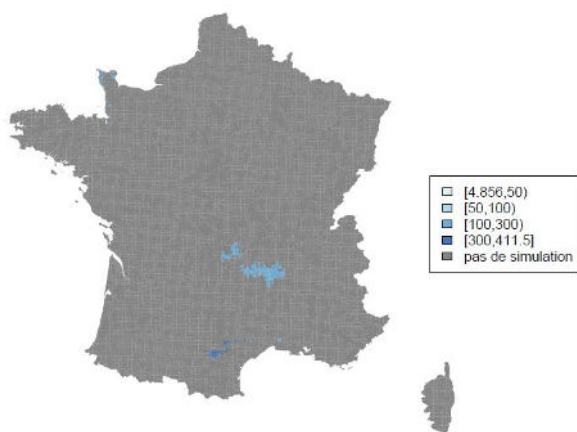 [4.856,50)
[50,100)
[100,300)
[300,411.5]
pas de simulation